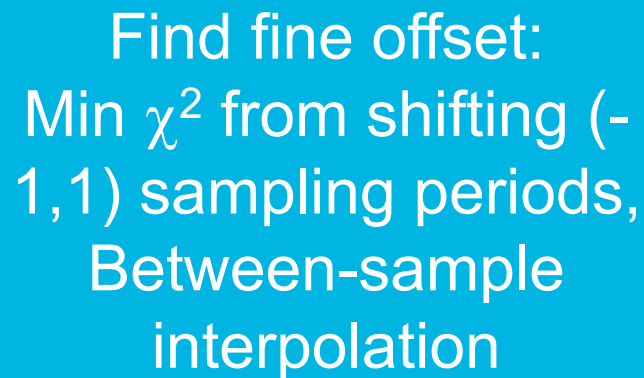 Find fine offset:
Min χ² from shifting (-
1,1) sampling periods,
Between-sample
interpolation